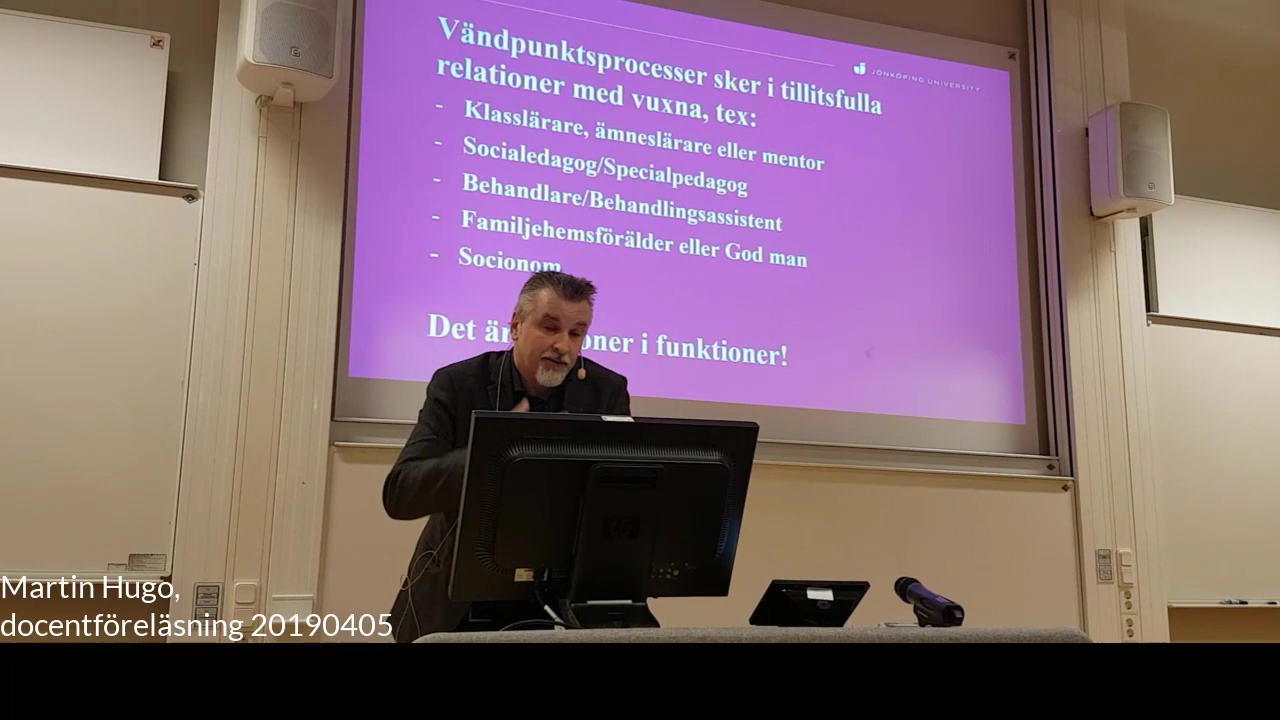 JÖNKÖPING UNIVERSITY
Vändpunktsprocesser sker i tillitsfulla
relationer med vuxna, tex:
- Klasslärare, ämneslärare eller mentor
- Socialedagog/Specialpedagog
- Behandlare/Behandlingsassistent
- Familjehemsförälder eller God man
- Socionom
Det är oner i funktioner!
Martin Hugo,
docentföreläsning 20190405